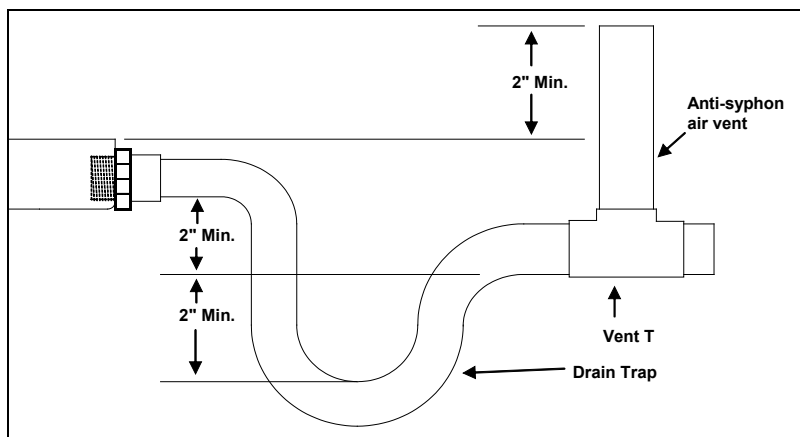 2" Min.
Anti-syphon
air vent
2" Min.
2" Min.
Vent T
Drain Trap